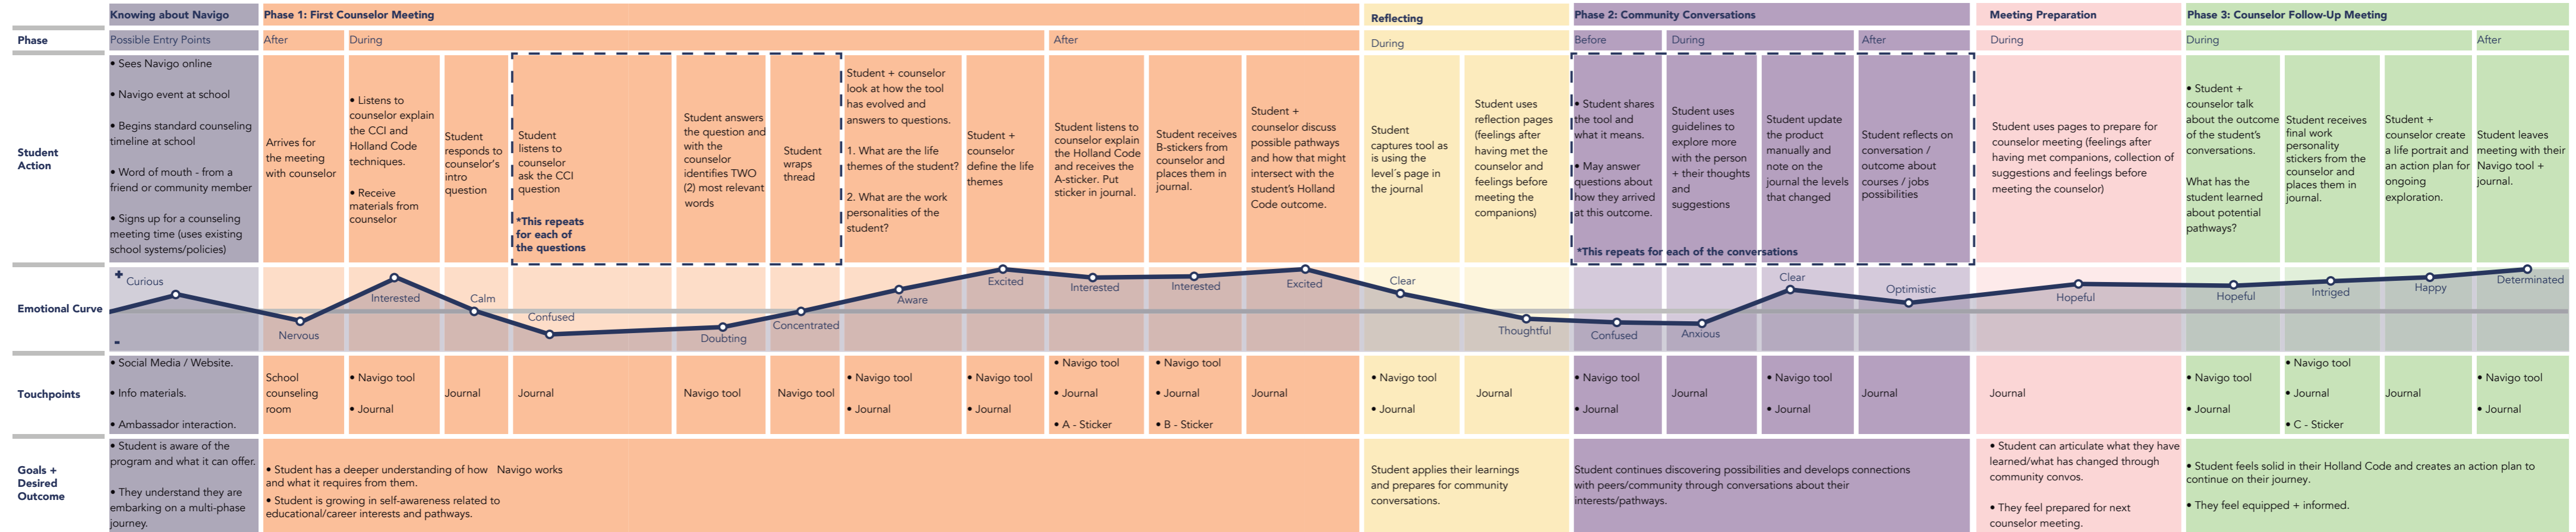 Knowing about Navigo
Phase 1: First Counselor Meeting
Reflecting
Phase 2: Community Conversations
Meeting Preparation
Phase 3: Counselor Follow-Up Meeting
Phase
Possible Entry Points
After
During
After
During
Before
During
After
During
During
After
Student
Action
• Sees Navigo online
• Navigo event at school
• Begins standard counseling
timeline at school
• Word of mouth - from a
friend or community member
• Signs up for a counseling
meeting time (uses existing
school systems/policies)
Arrives for
the meeting
with counselor
• Listens to
counselor explain
the CCI and
Holland Code
techniques.
• Receive
materials from
counselor
Student
responds to
counselor's
intro
question
Student
listens to
counselor
ask the CCI
question
*This repeats
for each of
the questions
Student answers
the question and
with the
counselor
identifies TWO
(2) most relevant
words
Student
wraps
thread
Student + counselor
look at how the tool
has evolved and
answers to questions.
1. What are the life
themes of the student?
2. What are the work
personalities of the
student?
Student +
counselor
define the life
themes
Student listens to
counselor explain
the Holland Code
and receives the
A-sticker. Put
sticker in journal.
Student receives
B-stickers from
counselor and
places them in
journal.
Student +
counselor discuss
possible pathways
and how that might
intersect with the
student's Holland
Code outcome.
Student
captures tool as
is using the
level´s page in
the journal
Student uses
reflection pages
(feelings after
having met the
counselor and
feelings before
meeting the
companions)
• Student shares
the tool and
what it means.
• May answer
questions about
how they arrived
at this outcome.
*This repeats for each of the conversations
Student uses
guidelines to
explore more
with the person
+ their thoughts
and
suggestions
Student update
the product
manually and
note on the
journal the levels
that changed
Student reflects on
conversation /
outcome about
courses / jobs
possibilities
Student uses pages to prepare for
counselor meeting (feelings after
having met companions, collection of
suggestions and feelings before
meeting the counselor)
• Student +
counselor talk
about the outcome
of the student's
conversations.
What has the
student learned
about potential
pathways?
Student receives
final work
personality
stickers from the
counselor and
places them in
journal.
Student +
counselor create
a life portrait and
an action plan for
ongoing
exploration.
Student leaves
meeting with their
Navigo tool +
journal.
Emotional Curve
+
-
Curious
Nervous
Interested
Calm
Confused
Doubting
Concentrated
Aware
Excited
Interested
Interested
Excited
Clear
Thoughtful
Confused
Anxious
Clear
Optimistic
Hopeful
Hopeful
Intriged
Happy
Determinated
Touchpoints
• Social Media / Website.
• Info materials.
• Ambassador interaction.
School
counseling
room
• Navigo tool
• Journal
Journal
Journal
Navigo tool
Navigo tool
• Navigo tool
• Journal
• Navigo tool
• Journal
• Navigo tool
• Journal
• A - Sticker
• Navigo tool
• Journal
• B - Sticker
Journal
• Navigo tool
• Journal
Journal
• Navigo tool
• Journal
Journal
• Navigo tool
• Journal
Journal
Journal
• Navigo tool
• Journal
• Navigo tool
• Journal
• C - Sticker
Journal
• Navigo tool
• Journal
Goals +
Desired
Outcome
• Student is aware of the
program and what it can offer.
• They understand they are
embarking on a multi-phase
journey.
• Student has a deeper understanding of how Navigo works
and what it requires from them.
• Student is growing in self-awareness related to
educational/career interests and pathways.
Student applies their learnings
and prepares for community
conversations.
Student continues discovering possibilities and develops connections
with peers/community through conversations about their
interests/pathways.
• Student can articulate what they have
learned/what has changed through
community convos.
• They feel prepared for next
counselor meeting.
• Student feels solid in their Holland Code and creates an action plan to
continue on their journey.
• They feel equipped + informed.